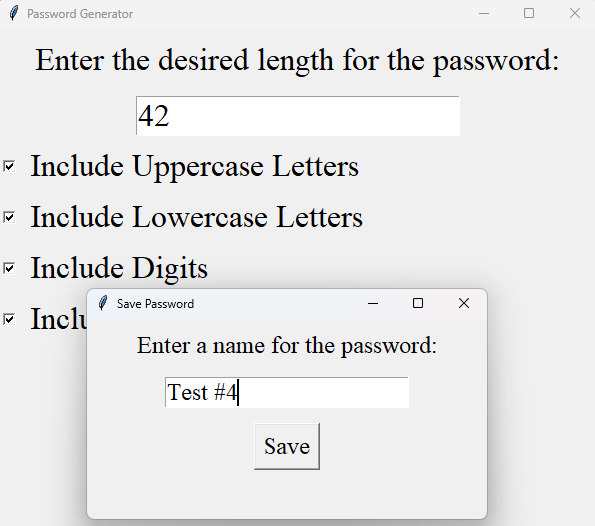 Password Generator
Enter the desired length for the password:
42
Include Uppercase Letters
Include Lowercase Letters
Include Digits
Save Password
Enter a name for the password:
Test #4
Save